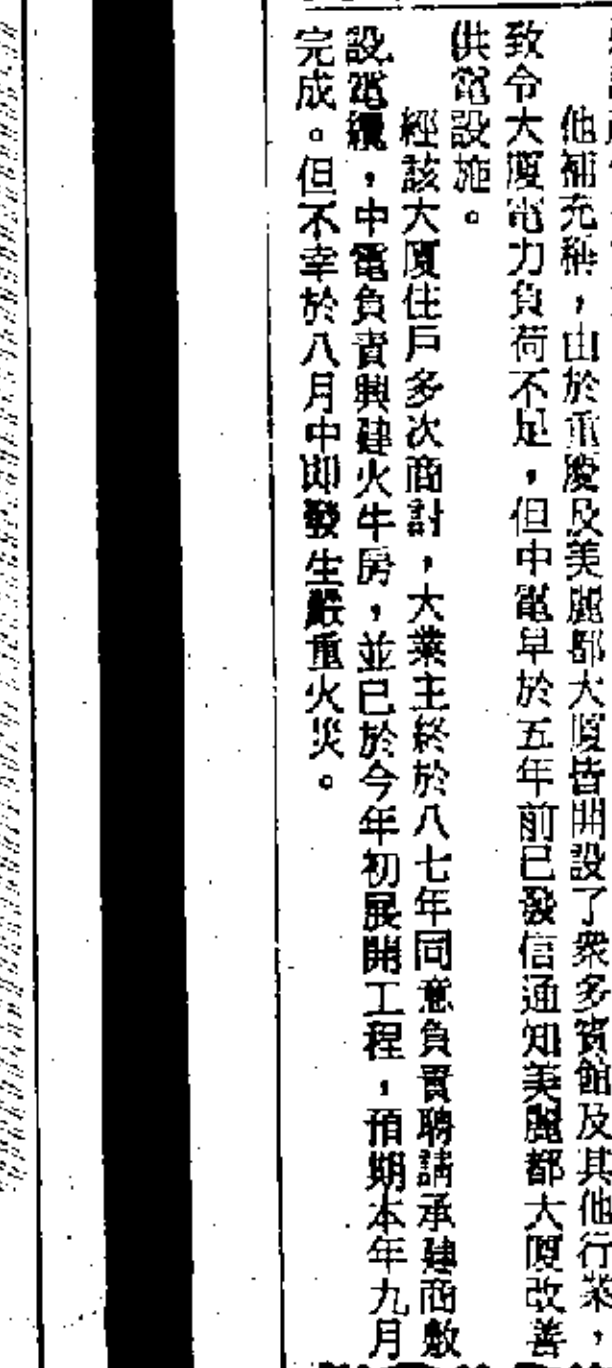 他補充稱，由於重慶及美麗都大廈皆開設了衆多賓館及其他行業，
致令大廈電力負荷不足，但中電早於五年前已發信通知美麗都大廈改善
供電設施。
經該大廈住戶多次商討，大業主終於八七年同意負責聘請承建商敷
設電纜，中電負責興建火牛房，並已於今年初展開工程，預期本年九月
完成。但不幸於八月中即發生嚴重火災。